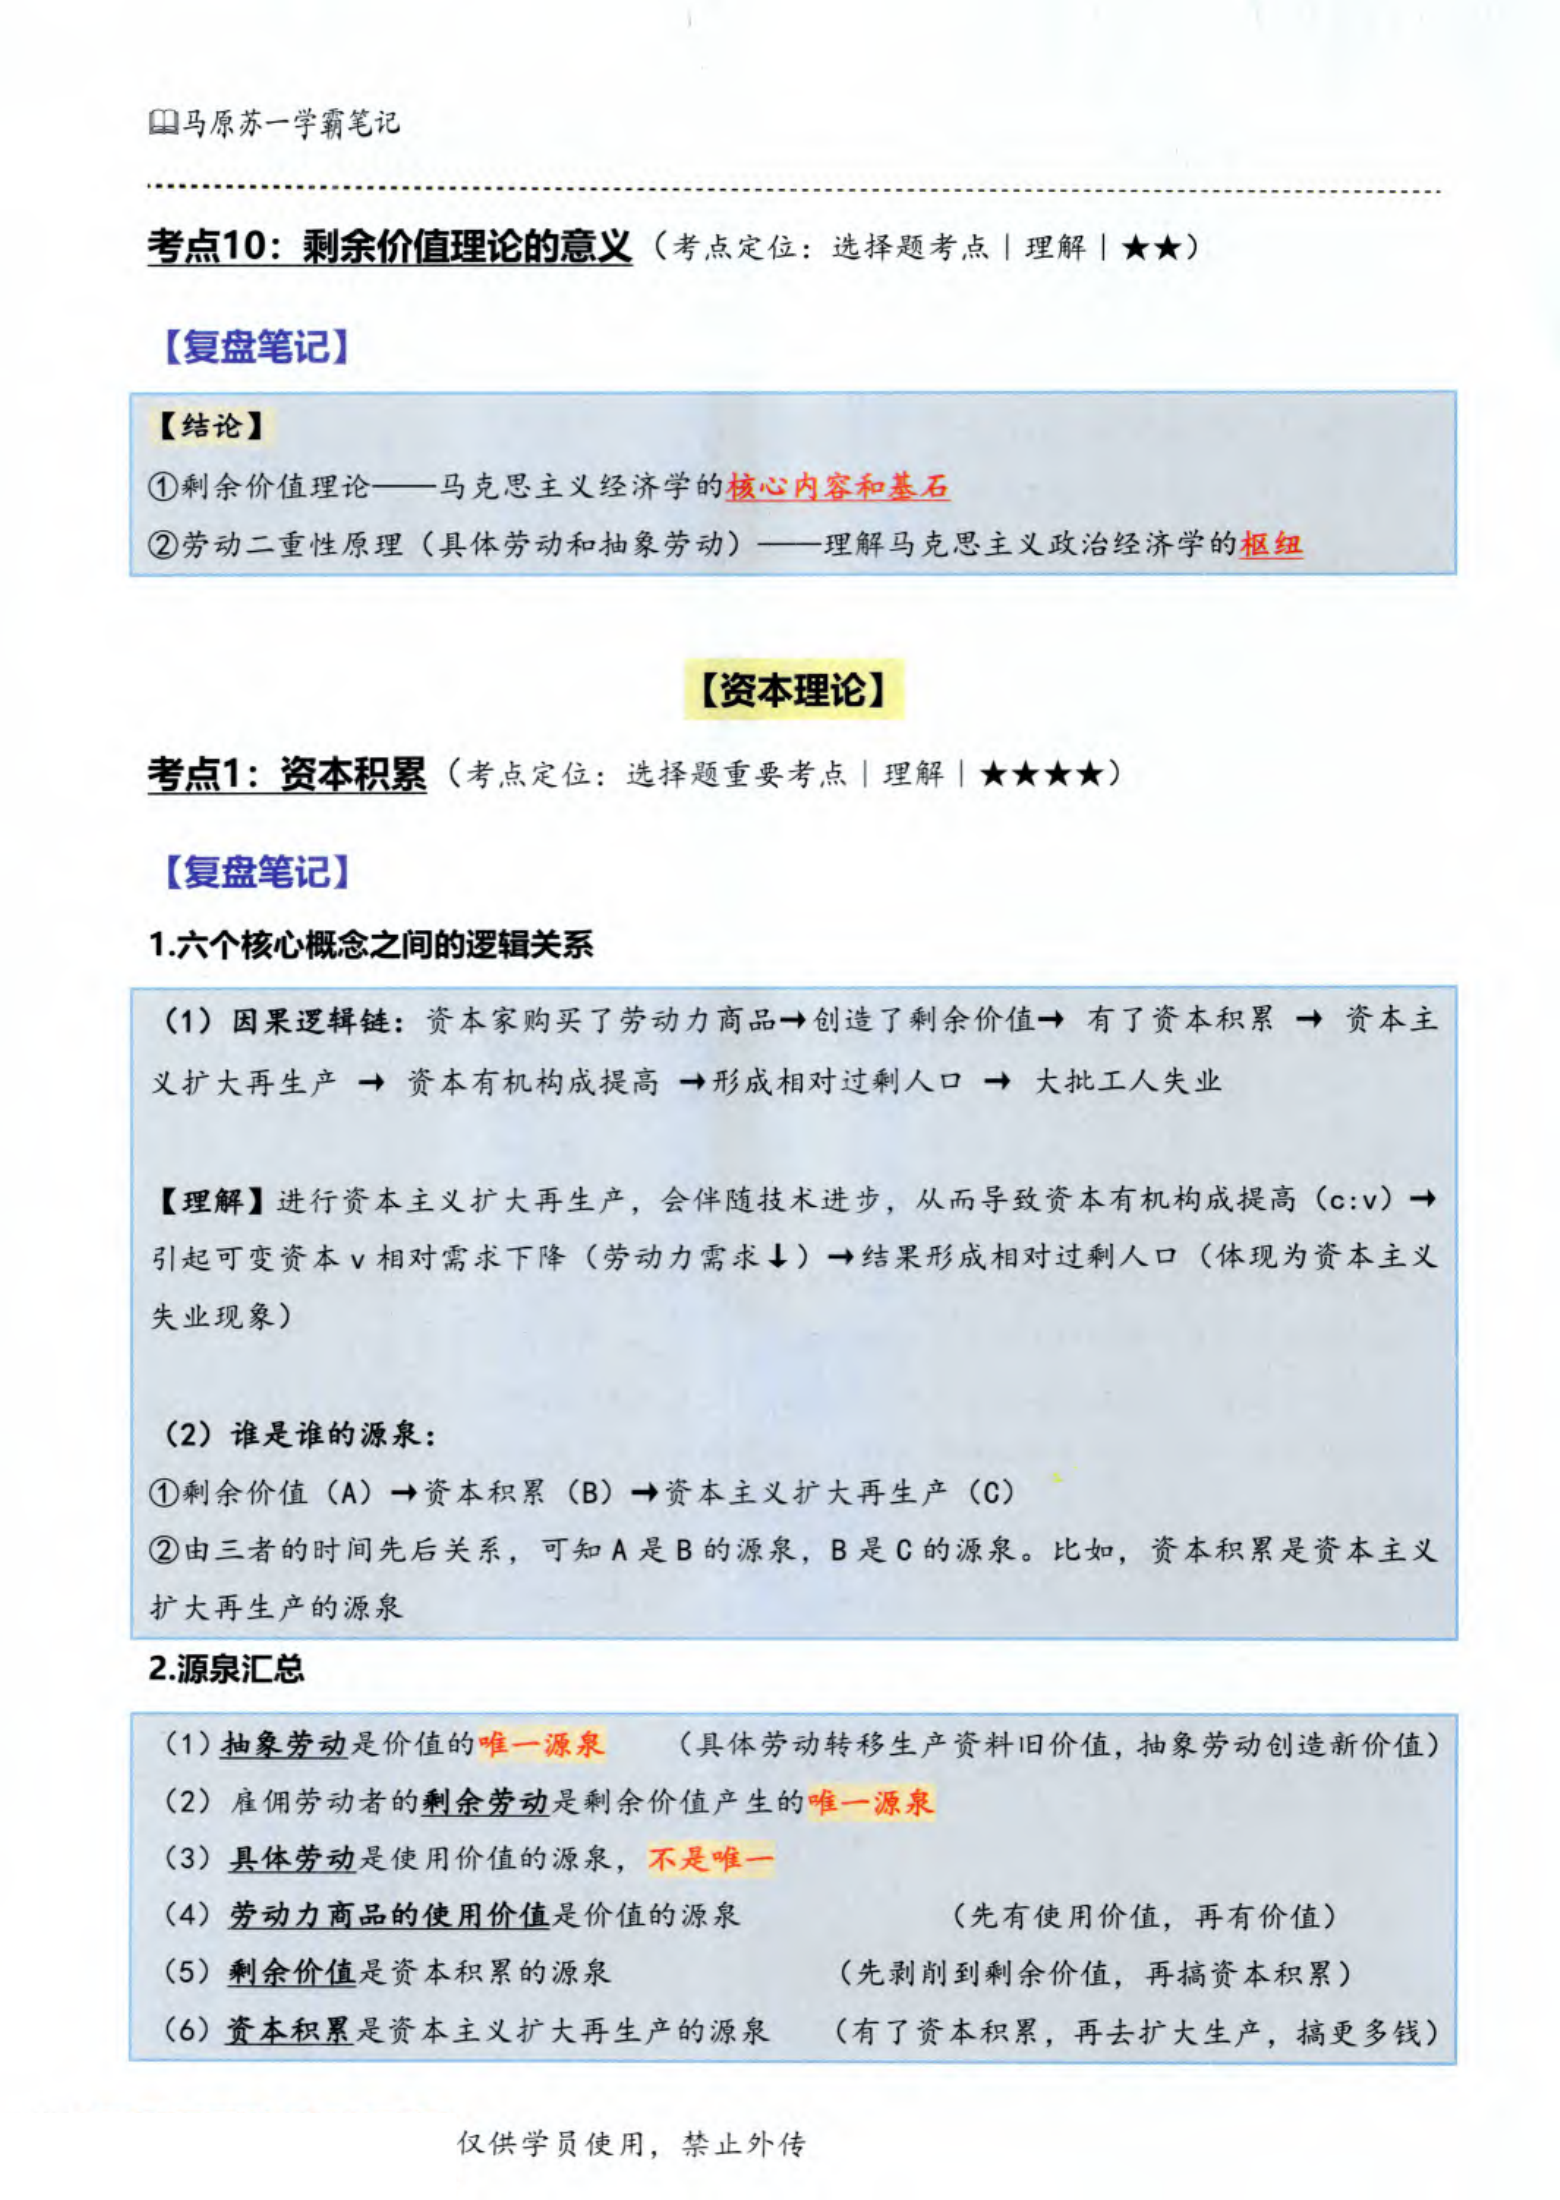 马原苏一学霸笔记
考点10：剩余价值理论的意义（考点定位：选择题考点｜理解｜★★）
【复盘笔记】
【结论】
①剩余价值理论——马克思主义经济学的核心内容和基石
②劳动二重性原理（具体劳动和抽象劳动）——理解马克思主义政治经济学的枢纽
【资本理论】
考点1：资本积累（考点定位：选择题重要考点｜理解｜★★★★）
【复盘笔记】
1.六个核心概念之间的逻辑关系
（1）因果逻辑链：资本家购买了劳动力商品→创造了剩余价值→ 有了资本积累 → 资本主
义扩大再生产 → 资本有机构成提高 →形成相对过剩人口 → 大批工人失业
【理解】进行资本主义扩大再生产，会伴随技术进步，从而导致资本有机构成提高（c:v）→
引起可变资本 v 相对需求下降（劳动力需求↓）→结果形成相对过剩人口（体现为资本主义
失业现象）
（2）谁是谁的源泉：
①剩余价值（A）→资本积累（B）→资本主义扩大再生产（C）
②由三者的时间先后关系，可知 A 是 B 的源泉，B 是 C 的源泉。比如，资本积累是资本主义
扩大再生产的源泉
2.源泉汇总
（1）抽象劳动是价值的唯一源泉 （具体劳动转移生产资料旧价值，抽象劳动创造新价值）
（2）雇佣劳动者的剩余劳动是剩余价值产生的唯一源泉
（3）具体劳动是使用价值的源泉，不是唯一
（4）劳动力商品的使用价值是价值的源泉 （先有使用价值，再有价值）
（5）剩余价值是资本积累的源泉 （先剥削到剩余价值，再搞资本积累）
（6）资本积累是资本主义扩大再生产的源泉 （有了资本积累，再去扩大生产，搞更多钱）
仅供学员使用，禁止外传